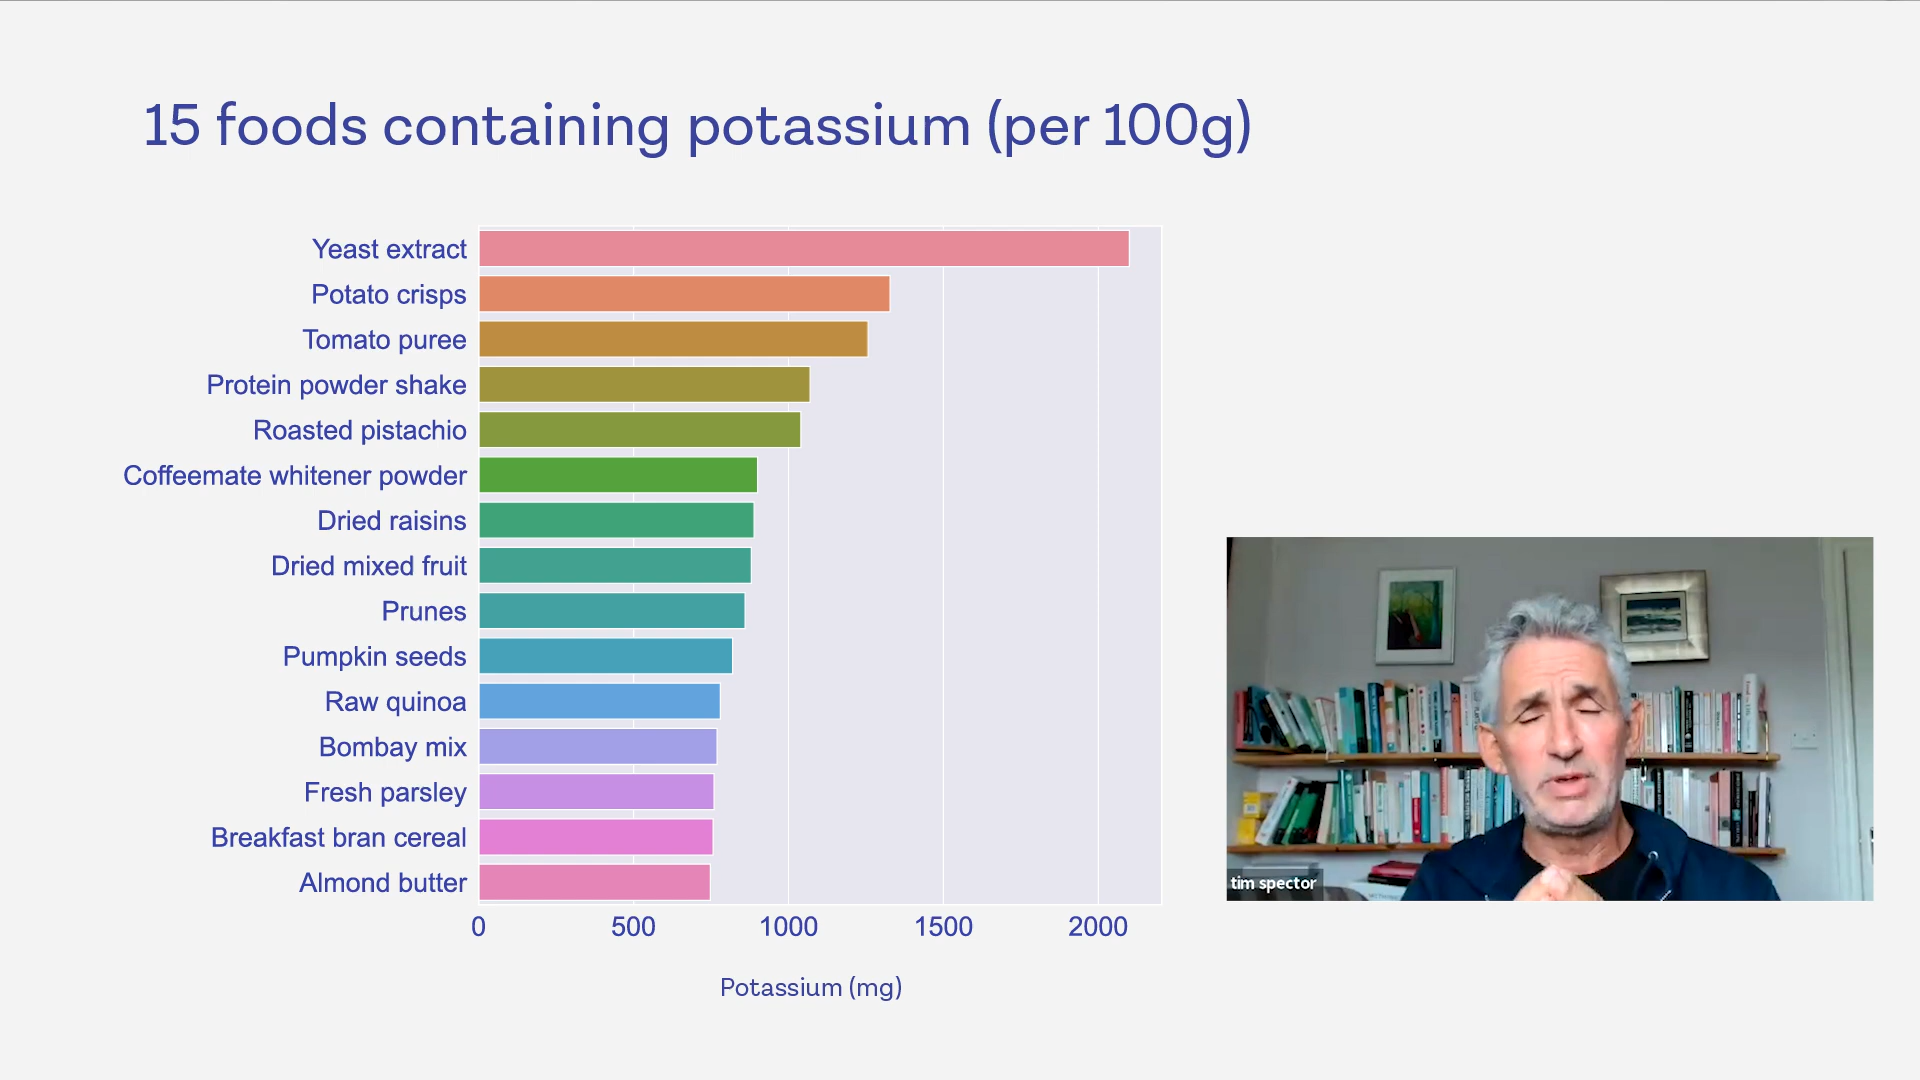 15 foods containing potassium (per 100g)
Yeast extract
Potato crisps
Tomato puree
Protein powder shake
Roasted pistachio
Coffeemate whitener powder
Dried raisins
Dried mixed fruit
Prunes
Pumpkin seeds
Raw quinoa
Bombay mix
Fresh parsley
Breakfast bran cereal
Almond butter
0 500 1000 1500 2000
Potassium (mg)
tim spector